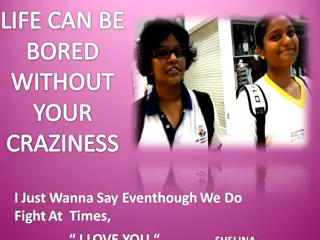 LIFE CAN BE
BORED
WITHOUT
YOUR
CRAZINESS
I Just Wanna Say Eventhough We Do
Fight At Times,
“ I LOVE YOU “
SHELINA